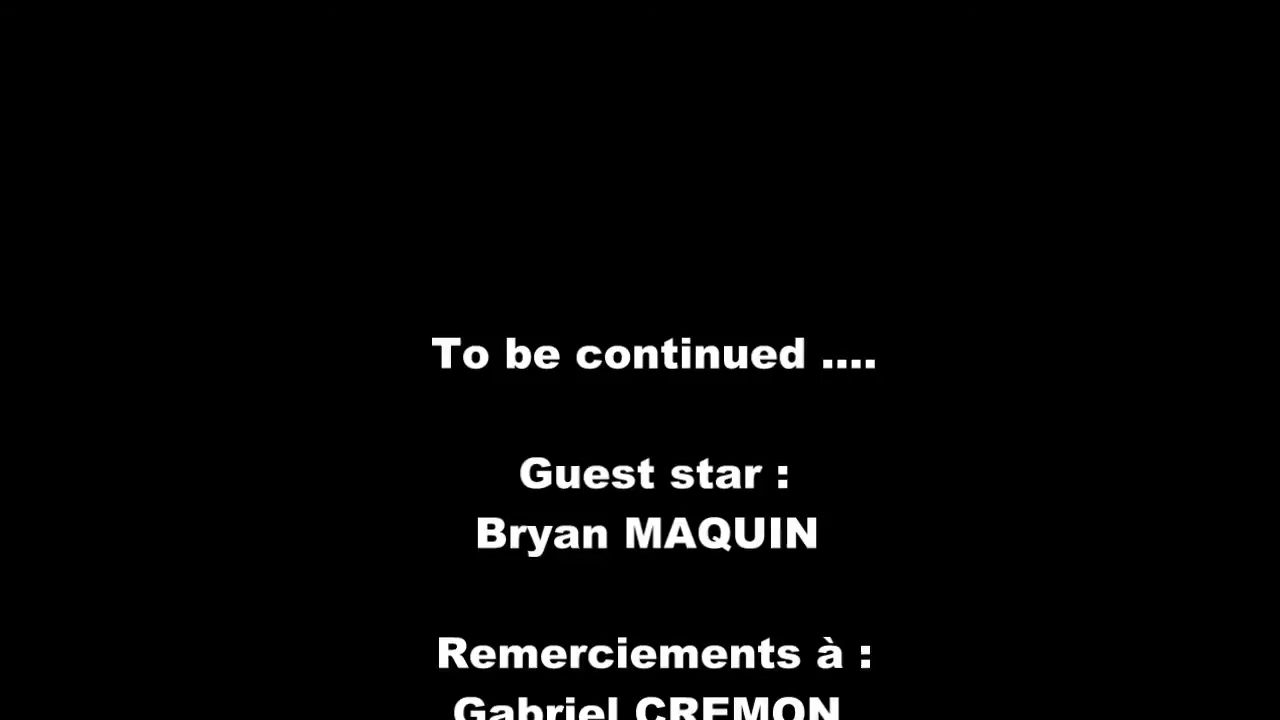 To be continued ....
Guest star :
Bryan MAQUIN
Remerciements à :
Gabriel CREMON